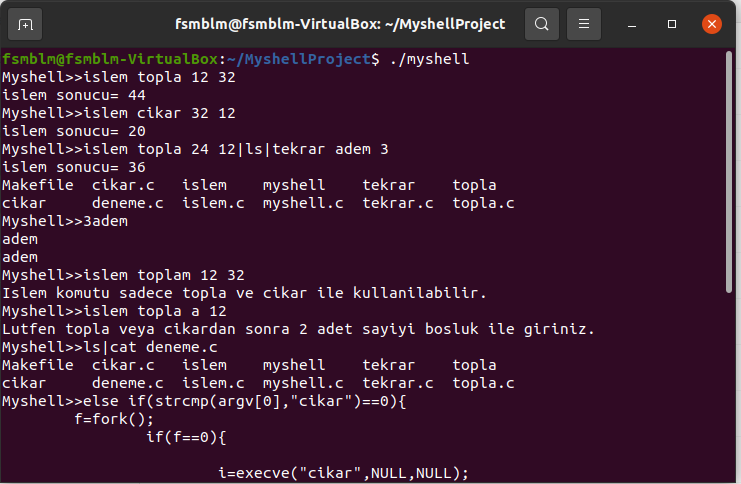 fsmblm@fsmblm-VirtualBox: ~/MyshellProject
fsmblm@fsmblm-VirtualBox:~/MyshellProject$ ./myshell
Myshell>>islem topla 12 32
islem sonucu= 44
Myshell>>islem cikar 32 12
islem sonucu= 20
Myshell>>islem topla 24 12|ls|tekrar adem 3
islem sonucu= 36
Makefile  cikar.c   islem    myshell    tekrar    topla
cikar     deneme.c  islem.c  myshell.c  tekrar.c  topla.c
Myshell>>3adem
adem
adem
Myshell>>islem toplam 12 32
Islem komutu sadece topla ve cikar ile kullanilabilir.
Myshell>>islem topla a 12
Lutfen topla veya cikardan sonra 2 adet sayiyi bosluk ile giriniz.
Myshell>>ls|cat deneme.c
Makefile  cikar.c   islem    myshell    tekrar    topla
cikar     deneme.c  islem.c  myshell.c  tekrar.c  topla.c
Myshell>>else if(strcmp(argv[0],"cikar")==0){
        f=fork();
                if(f==0){
                        i=execve("cikar",NULL,NULL);